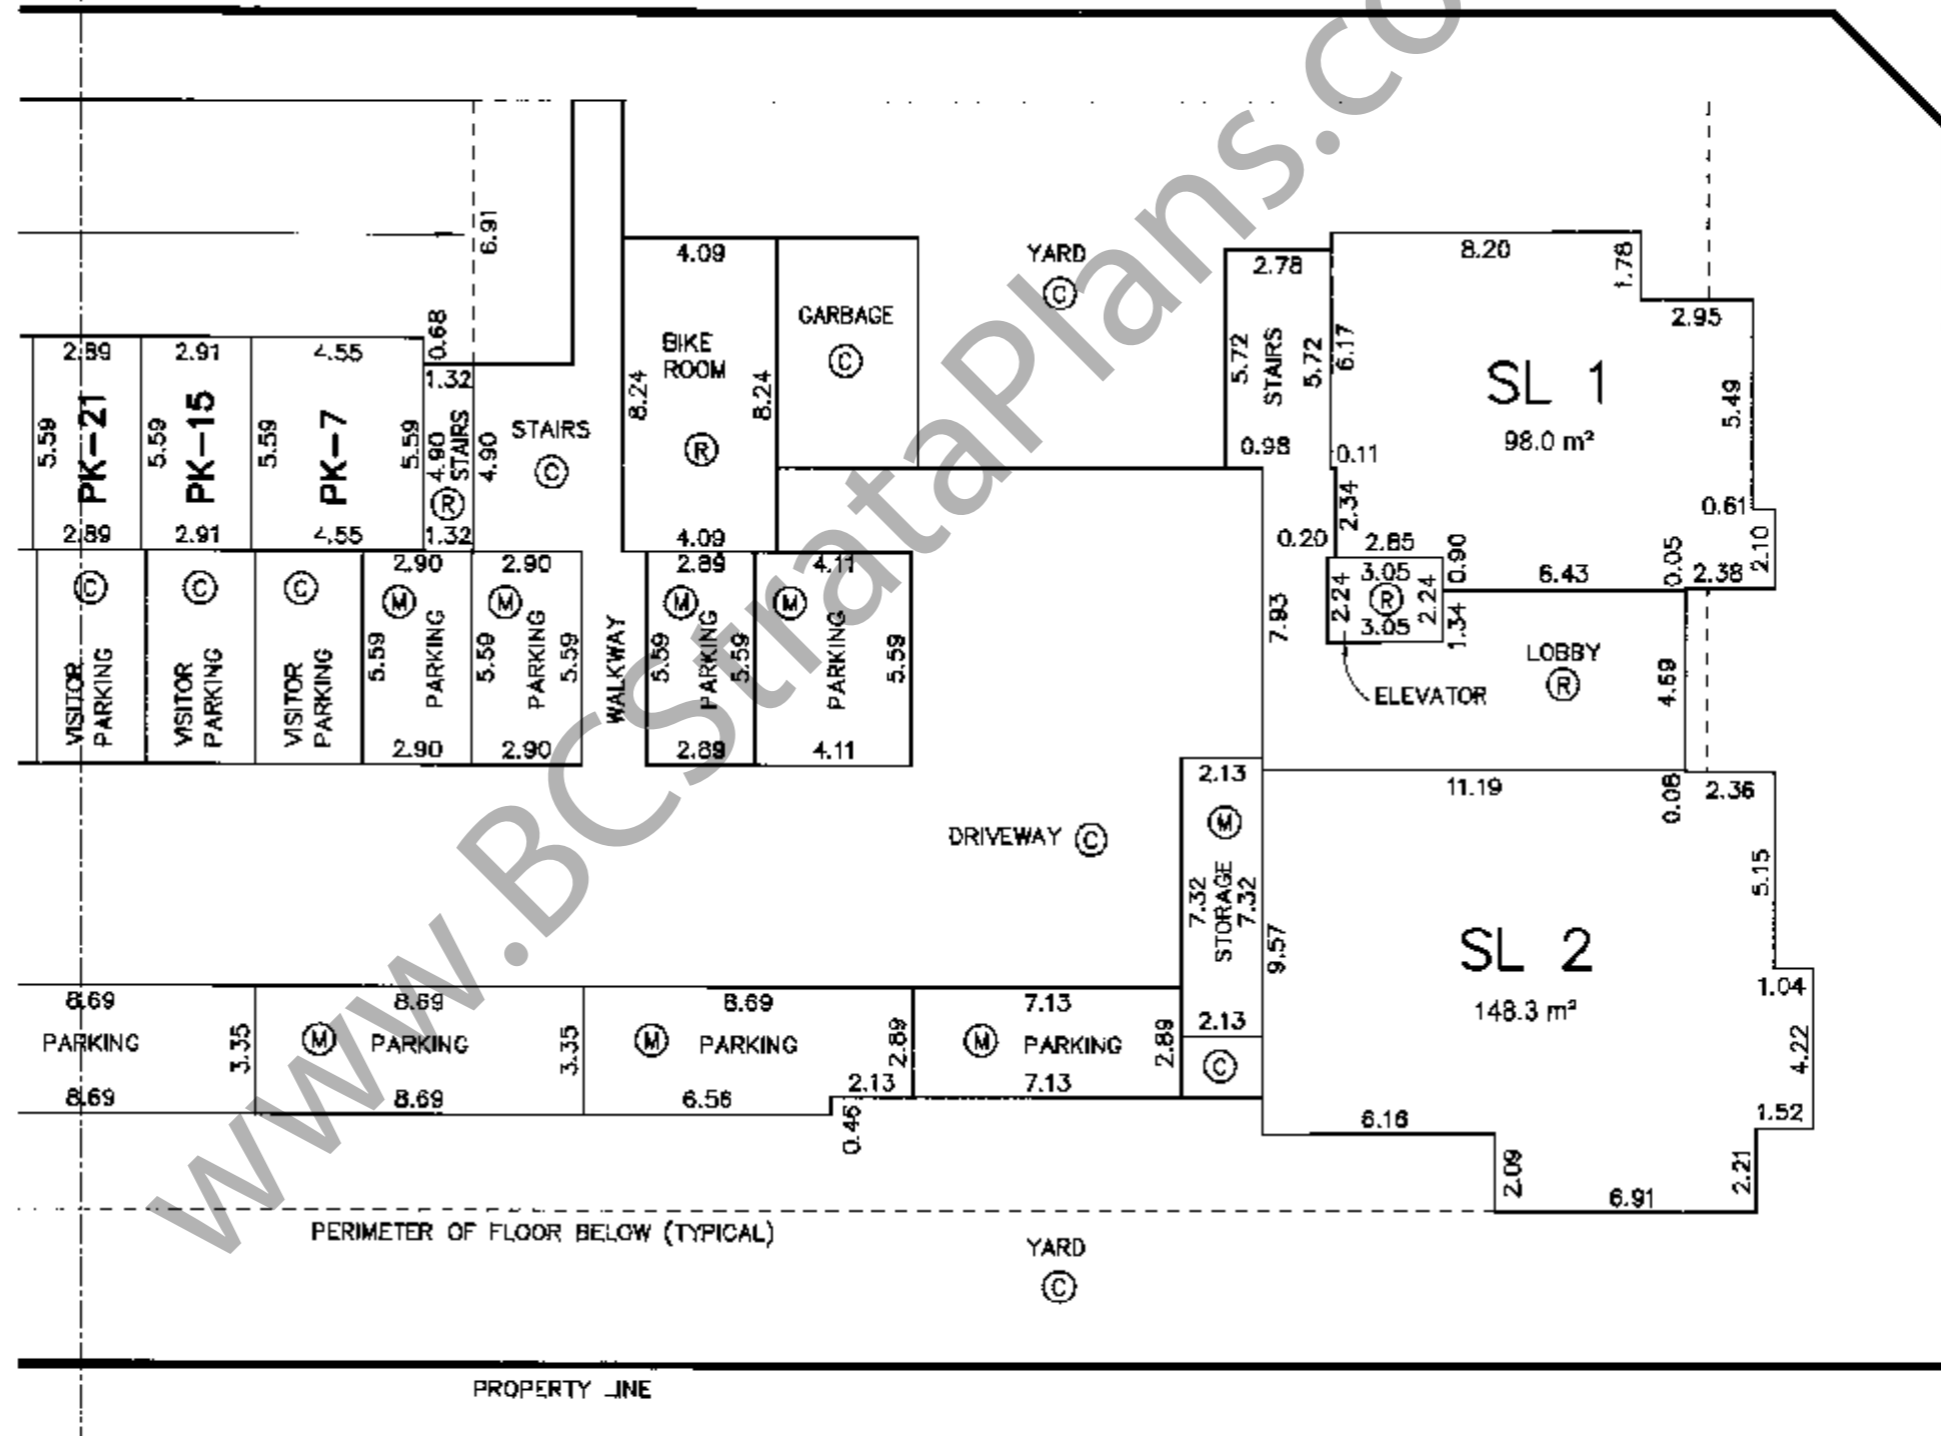 www.BCStrataPlans.co
6.91
4.09
YARD
C
2.78
8.20
1.78
2.95
0.68
2.89
2.91
4.55
1.32
BIKE
ROOM
GARBAGE
C
5.72
STAIRS
5.72
6.17
SL 1
98.0 m²
5.49
5.59
PK-21
5.59
PK-15
5.59
PK-7
5.59
4.90
STAIRS
R
4.90
STAIRS
C
8.24
R
8.24
0.98
0.11
2.34
0.61
2.10
2.89
2.91
4.55
1.32
4.09
0.20
2.85
0.90
6.43
0.05
2.38
C
C
C
2.90
2.90
2.89
4.11
M
M
M
M
3.05
R
2.24
2.24
3.05
1.34
7.93
VISITOR
PARKING
VISITOR
PARKING
VISITOR
PARKING
5.59
PARKING
5.59
PARKING
5.59
WALKWAY
5.59
PARKING
5.59
PARKING
5.59
ELEVATOR
LOBBY
R
4.69
2.90
2.90
2.89
4.11
2.13
11.19
0.08
2.36
M
DRIVEWAY C
7.32
STORAGE
7.32
9.57
5.15
SL 2
148.3 m²
8.69
8.69
8.69
7.13
2.13
1.04
PARKING
3.35
M PARKING
3.35
M PARKING
2.89
M PARKING
2.89
C
4.22
8.69
8.69
6.56
2.13
7.13
0.46
6.16
1.52
2.09
2.21
6.91
PERIMETER OF FLOOR BELOW (TYPICAL)
YARD
C
PROPERTY LINE